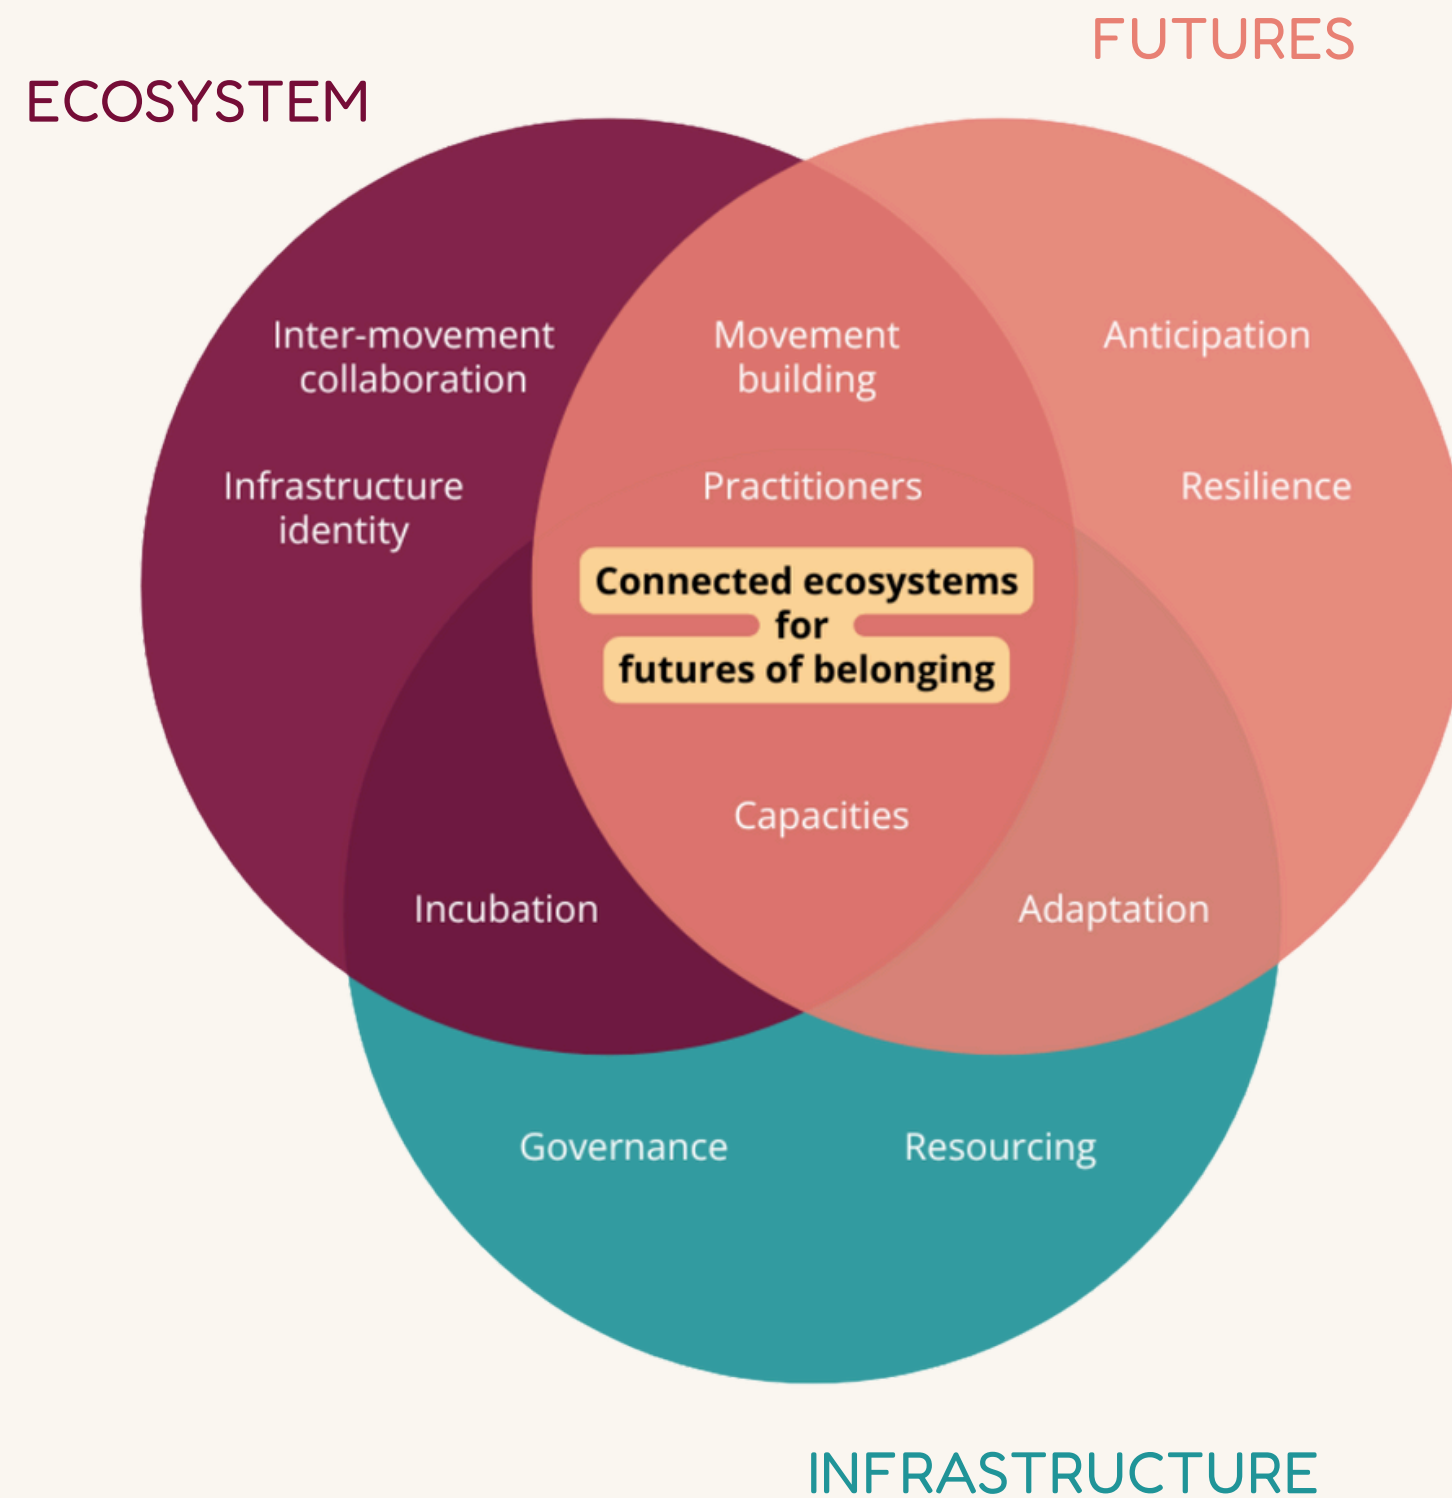 FUTURES
ECOSYSTEM
Inter-movement
collaboration
Movement
building
Anticipation
Infrastructure
identity
Practitioners
Resilience
Connected ecosystems
for
futures of belonging
Capacities
Incubation
Adaptation
Governance
Resourcing
INFRASTRUCTURE